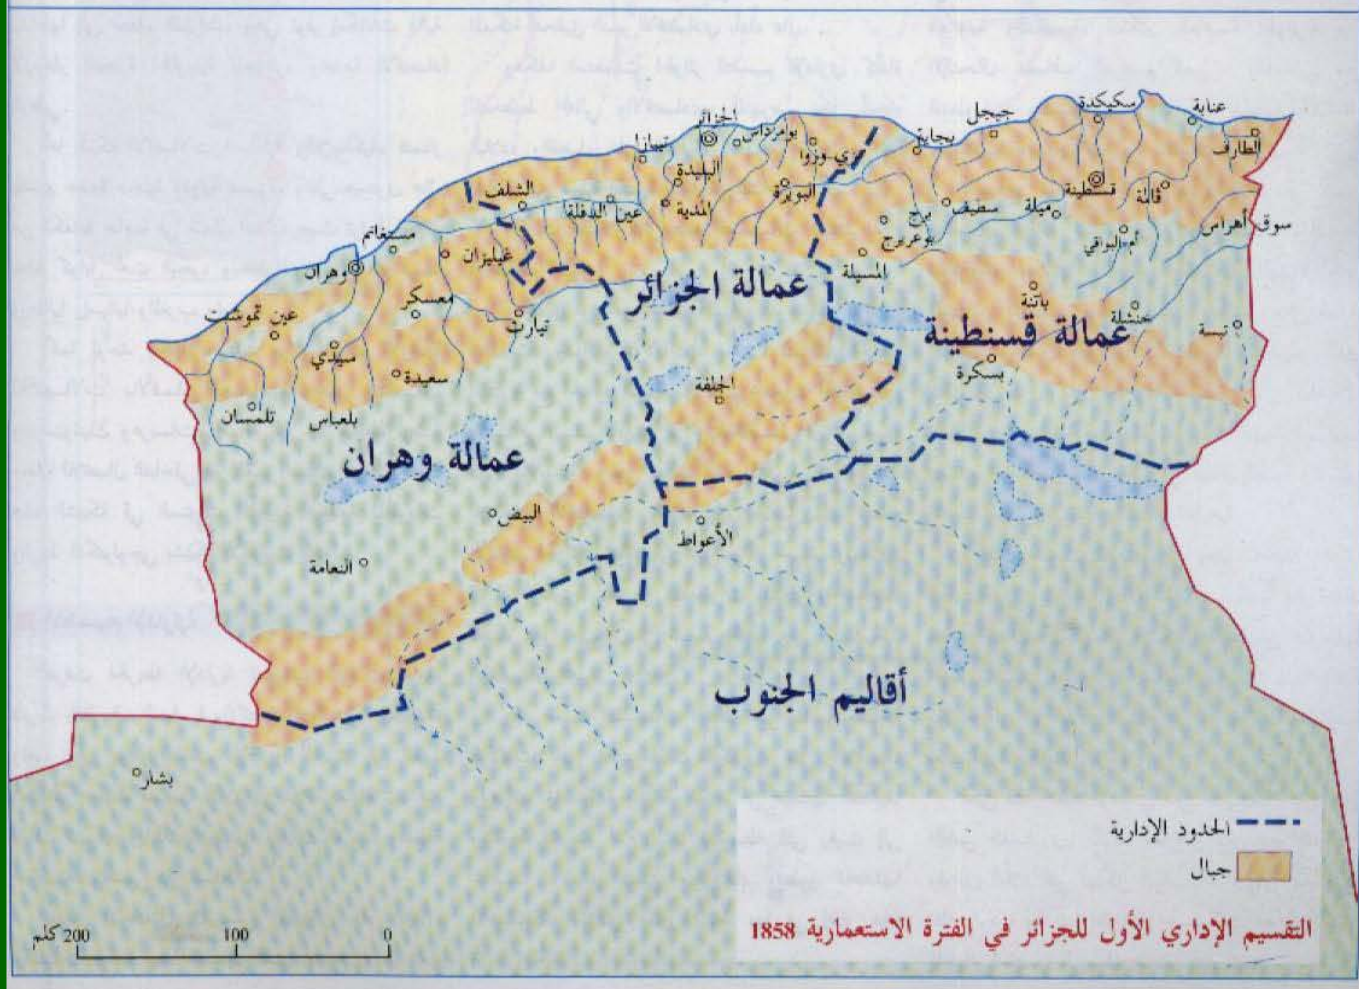 عنابة
سكيكدة
الطارف
جيجل
بجاية
الجزائر
بومرداس
تيزي وزو
تيبازا
البليدة
البويرة
المدية
الشلف
عين الدفلة
قسنطينة
قالمة
ميلة
سطيف
برج
بوعريريج
أم البواقي
سوق أهراس
المسيلة
مستغانم
وهران
غيليزان
معسكر
عين تموشنت
تيارت
سيدي
بلعباس
سعيدة
تلمسان
باتنة
خنشلة
تبسة
بسكرة
الجلفة
عمالة الجزائر
عمالة قسنطينة
عمالة وهران
البيض
النعامة
الأغواط
أقاليم الجنوب
بشار
الحدود الإدارية
جبال
التقسيم الإداري الأول للجزائر في الفترة الاستعمارية 1858
0 100 200 كلم